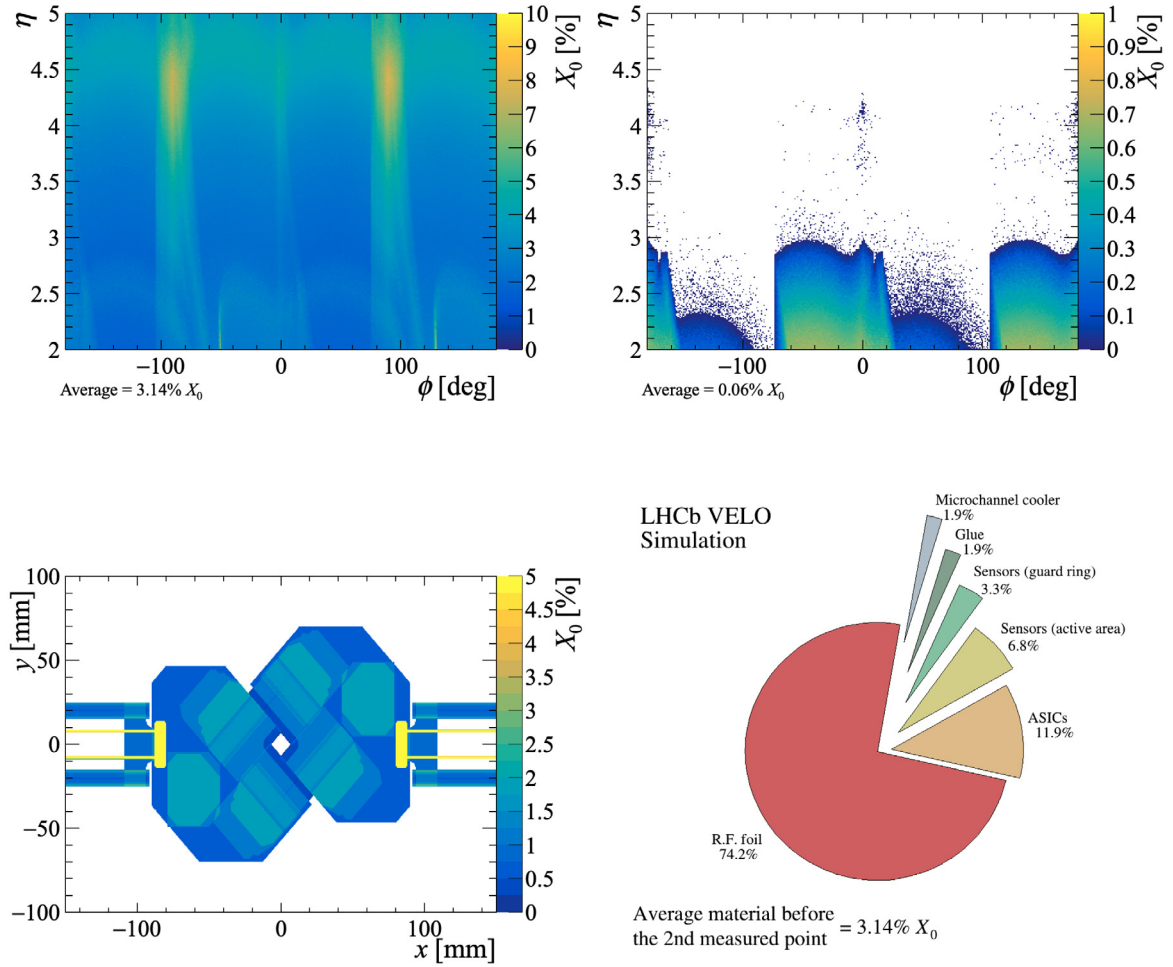 η
5
4.5
4
3.5
3
2.5
2
−100 0 100
ϕ [deg]
Average = 3.14% X₀
10
9
8
7
6
5
4
3
2
1
0
X₀ [%]
η
5
4.5
4
3.5
3
2.5
2
−100 0 100
ϕ [deg]
Average = 0.06% X₀
1
0.9
0.8
0.7
0.6
0.5
0.4
0.3
0.2
0.1
0
X₀ [%]
y [mm]
100
50
0
−50
−100
−100 0 100
x [mm]
5
4.5
4
3.5
3
2.5
2
1.5
1
0.5
0
X₀ [%]
LHCb VELO
Simulation
Microchannel cooler
1.9%
Glue
1.9%
Sensors (guard ring)
3.3%
Sensors (active area)
6.8%
ASICs
11.9%
R.F. foil
74.2%
Average material before
the 2nd measured point = 3.14% X₀